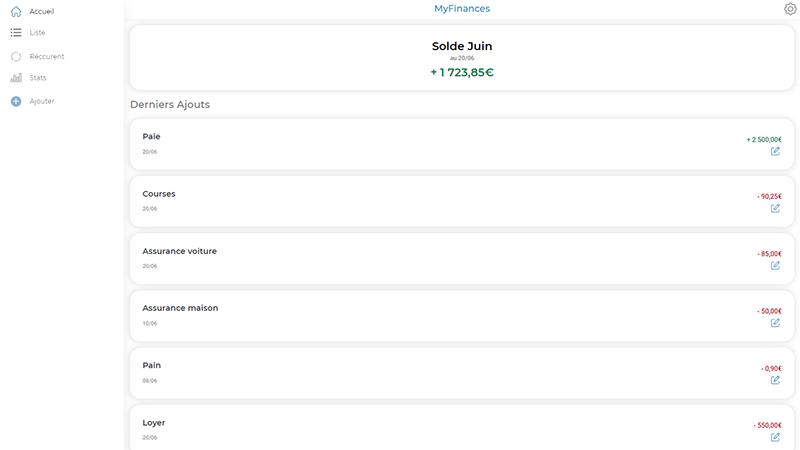 MyFinances
Accueil
Liste
Réccurent
Stats
Ajouter
Solde Juin
au 20/06
+ 1 723,85€
Derniers Ajouts
Paie
+ 2 500,00€
20/06
Courses
- 90,25€
20/06
Assurance voiture
- 85,00€
20/06
Assurance maison
- 50,00€
10/06
Pain
- 0,90€
08/06
Loyer
- 550,00€
20/06